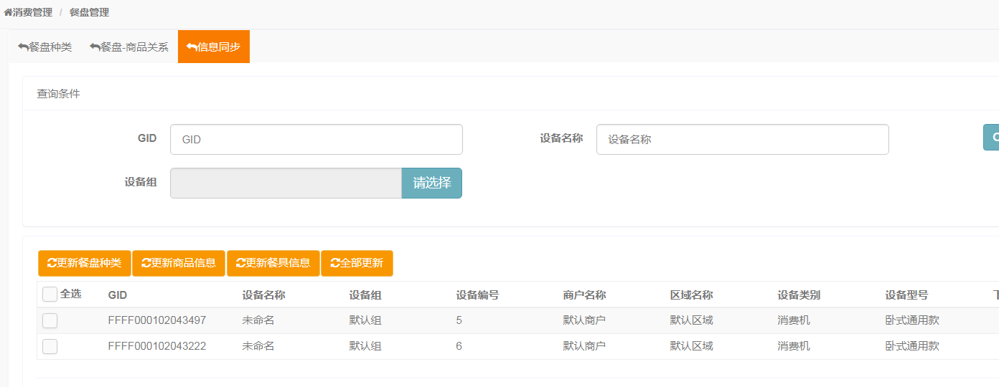 消费管理 / 餐盘管理
餐盘种类 餐盘-商品关系 信息同步
查询条件
GID GID 设备名称 设备名称
设备组 请选择
更新餐盘种类 更新商品信息 更新餐具信息 全部更新
全选 GID 设备名称 设备组 设备编号 商户名称 区域名称 设备类别 设备型号
FFFF000102043497 未命名 默认组 5 默认商户 默认区域 消费机 卧式通用款
FFFF000102043222 未命名 默认组 6 默认商户 默认区域 消费机 卧式通用款